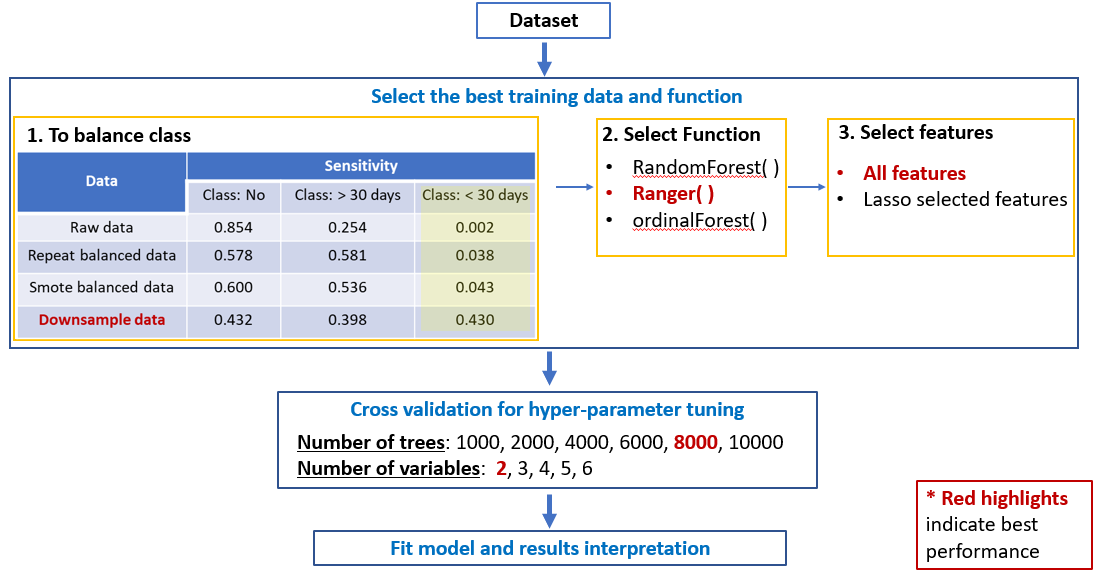 Dataset
Select the best training data and function
1. To balance class
Data
Sensitivity
Class: No Class: > 30 days Class: < 30 days
Raw data 0.854 0.254 0.002
Repeat balanced data 0.578 0.581 0.038
Smote balanced data 0.600 0.536 0.043
Downsample data 0.432 0.398 0.430
2. Select Function
• RandomForest( )
• Ranger( )
• ordinalForest( )
3. Select features
• All features
• Lasso selected features
Cross validation for hyper-parameter tuning
Number of trees: 1000, 2000, 4000, 6000, 8000, 10000
Number of variables: 2, 3, 4, 5, 6
Fit model and results interpretation
* Red highlights
indicate best
performance